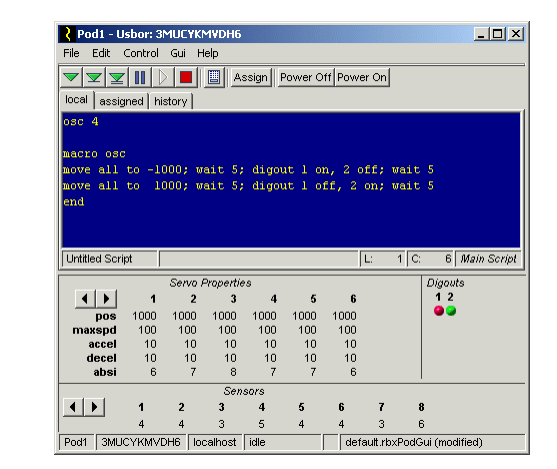 Pod1 - Usbor: 3MUCYKMVDH6
File Edit Control Gui Help
Assign Power Off Power On
local assigned history
osc 4
macro osc
move all to -1000; wait 5; digout 1 on, 2 off; wait 5
move all to 1000; wait 5; digout 1 off, 2 on; wait 5
end
Untitled Script L: 1 C: 6 Main Script
Servo Properties Digouts
1 2 3 4 5 6 1 2
pos 1000 1000 1000 1000 1000 1000
maxspd 100 100 100 100 100 100
accel 10 10 10 10 10 10
decel 10 10 10 10 10 10
absi 6 7 8 7 7 6
Sensors
1 2 3 4 5 6 7 8
4 4 3 5 4 4 3 6
Pod1 3MUCYKMVDH6 localhost idle default.rbxPodGui (modified)